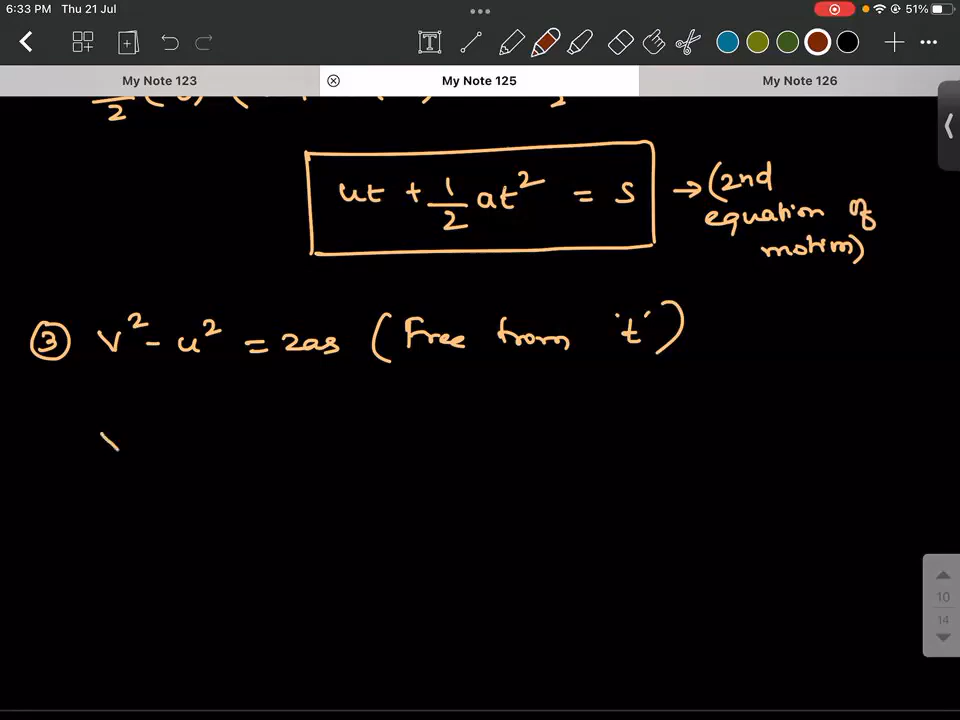 6:33 PM Thu 21 Jul 51%
My Note 123 My Note 125 My Note 126
2
ut + 1/2 at² = S → (2nd
equation of
motion)
③ v² - u² = 2as (Free from 't')
10
14